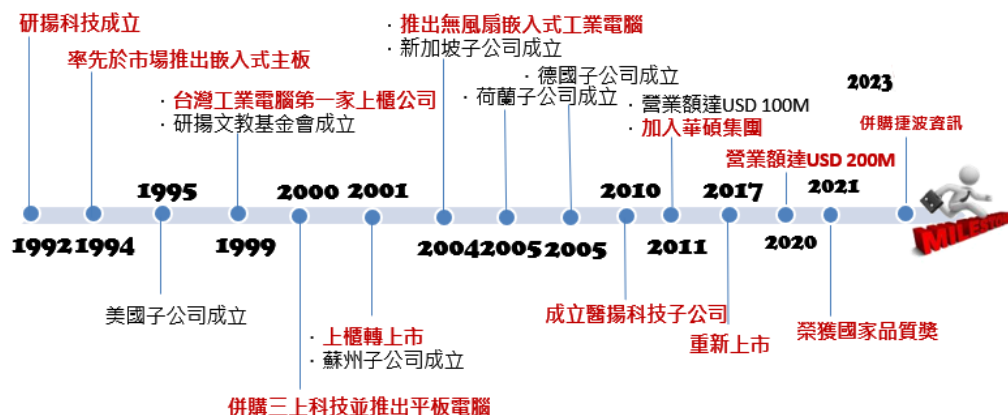 研揚科技成立
率先於市場推出嵌入式主板
· 台灣工業電腦第一家上櫃公司
· 研揚文教基金會成立
· 推出無風扇嵌入式工業電腦
· 新加坡子公司成立
德國子公司成立
荷蘭子公司成立
· 營業額達USD 100M
· 加入華碩集團
營業額達USD 200M
2023
併購捷波資訊
1995
2000
2001
2010
2017
2021
1992
1994
1999
2004
2005
2005
2011
2020
美國子公司成立
· 上櫃轉上市
· 蘇州子公司成立
併購三上科技並推出平板電腦
成立醫揚科技子公司
重新上市
榮獲國家品質獎